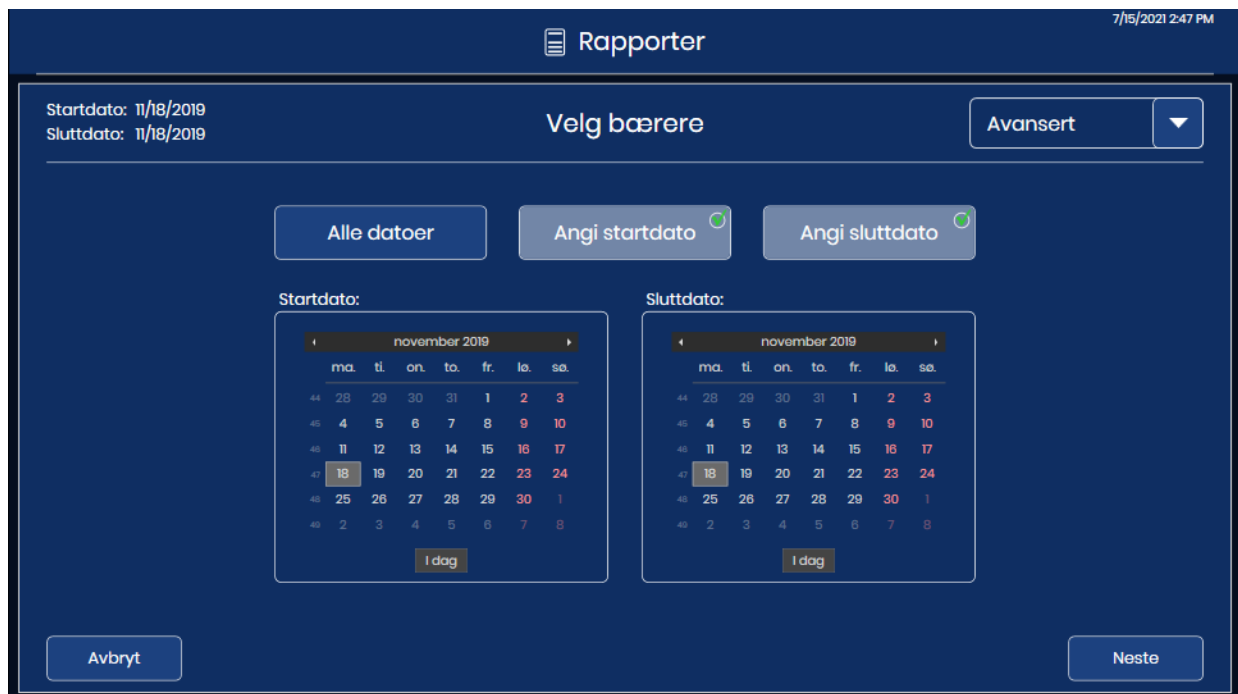 7/15/2021 2:47 PM
Rapporter
Startdato: 11/18/2019
Sluttdato: 11/18/2019
Velg bærere
Avansert
Alle datoer
Angi startdato
Angi sluttdato
Startdato:
november 2019
ma. ti. on. to. fr. lø. sø.
44 28 29 30 31 1 2 3
45 4 5 6 7 8 9 10
46 11 12 13 14 15 16 17
47 18 19 20 21 22 23 24
48 25 26 27 28 29 30 1
49 2 3 4 5 6 7 8
I dag
Sluttdato:
november 2019
ma. ti. on. to. fr. lø. sø.
44 28 29 30 31 1 2 3
45 4 5 6 7 8 9 10
46 11 12 13 14 15 16 17
47 18 19 20 21 22 23 24
48 25 26 27 28 29 30 1
49 2 3 4 5 6 7 8
I dag
Avbryt
Neste